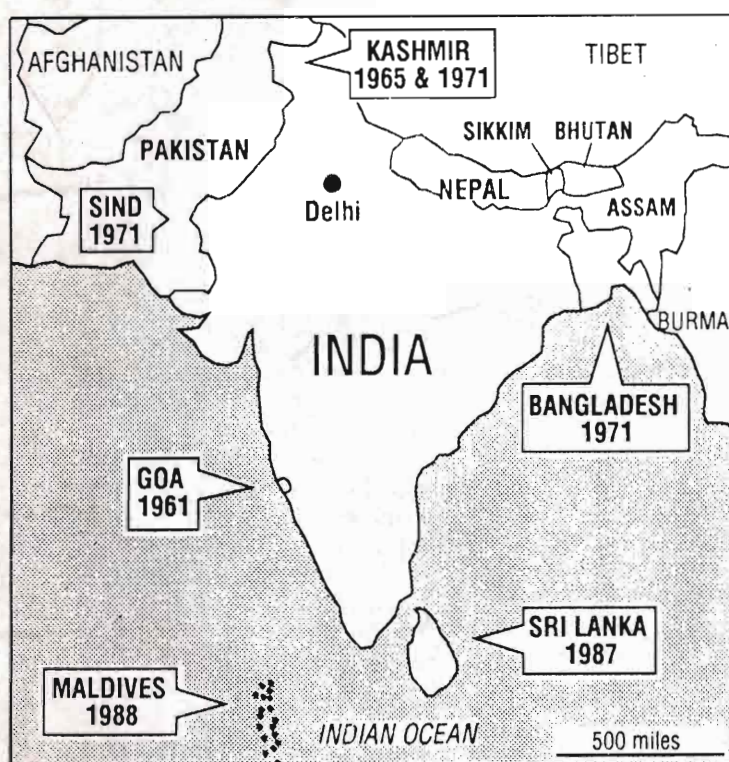 AFGHANISTAN
KASHMIR
1965 & 1971
TIBET
PAKISTAN
SIKKIM
BHUTAN
NEPAL
Delhi
SIND
1971
ASSAM
BURMA
INDIA
BANGLADESH
1971
GOA
1961
SRI LANKA
1987
MALDIVES
1988
INDIAN OCEAN
500 miles